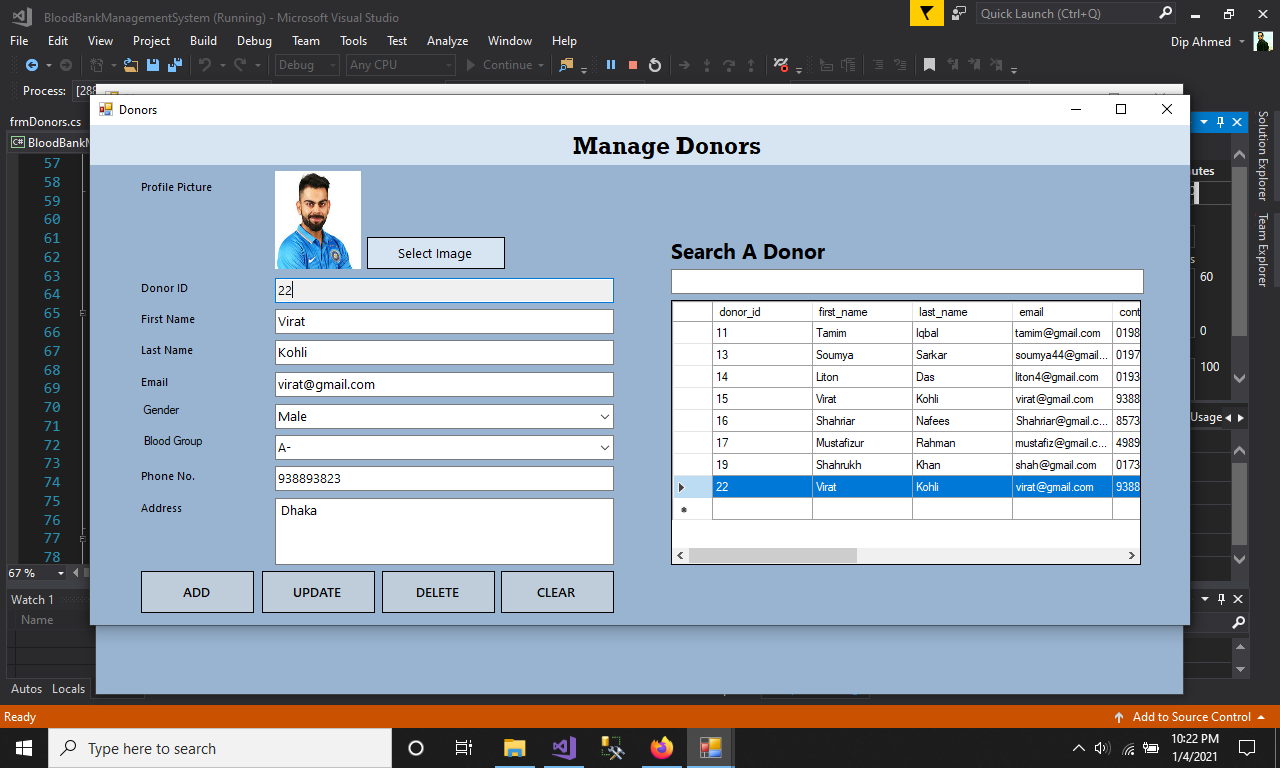 BloodBankManagementSystem (Running) - Microsoft Visual Studio
Quick Launch (Ctrl+Q)
File Edit View Project Build Debug Team Tools Test Analyze Window Help
Dip Ahmed
Debug Any CPU Continue
Process:
frmDonors.cs
Donors
Manage Donors
Profile Picture
Select Image
Donor ID 22
First Name Virat
Last Name Kohli
Email virat@gmail.com
Gender Male
Blood Group A-
Phone No. 938893823
Address Dhaka
ADD UPDATE DELETE CLEAR
Search A Donor
donor_id first_name last_name email cont
11 Tamim Iqbal tamim@gmail.com 0198
13 Soumya Sarkar soumya44@gmail... 0197
14 Liton Das liton4@gmail.com 0193
15 Virat Kohli virat@gmail.com 9388
16 Shahriar Nafees Shahriar@gmail.c... 8573
17 Mustafizur Rahman mustafiz@gmail.c... 4989
19 Shahrukh Khan shah@gmail.com 0173
22 Virat Kohli virat@gmail.com 9388
57
58
59
60
61
62
63
64
65
66
67
68
69
70
71
72
73
74
75
76
77
78
67 %
Watch 1
Name
Autos Locals
Solution Explorer
Team Explorer
60
0
100
Usage
Ready
Add to Source Control
Type here to search
10:22 PM
1/4/2021